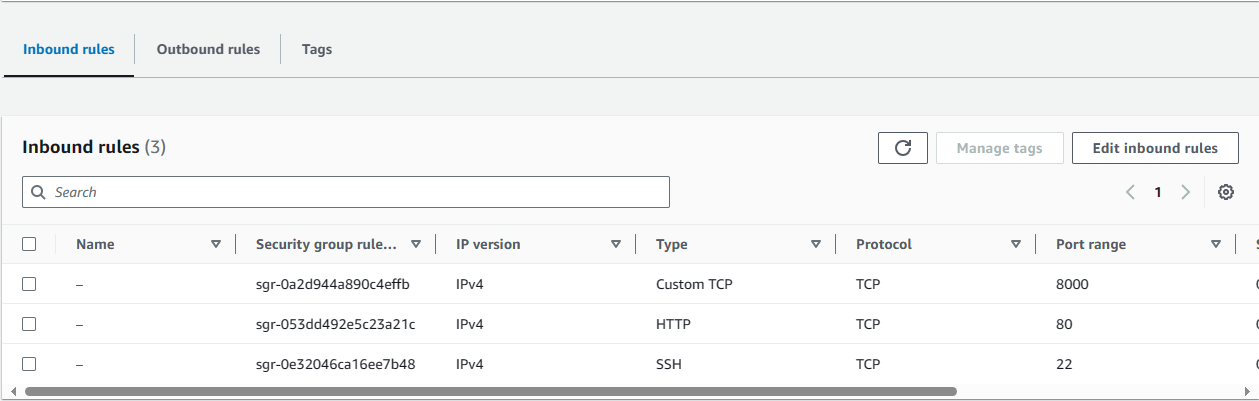 Inbound rules Outbound rules Tags
Inbound rules (3) Manage tags Edit inbound rules
Search 1
Name Security group rule... IP version Type Protocol Port range
– sgr-0a2d944a890c4effb IPv4 Custom TCP TCP 8000
– sgr-053dd492e5c23a21c IPv4 HTTP TCP 80
– sgr-0e32046ca16ee7b48 IPv4 SSH TCP 22